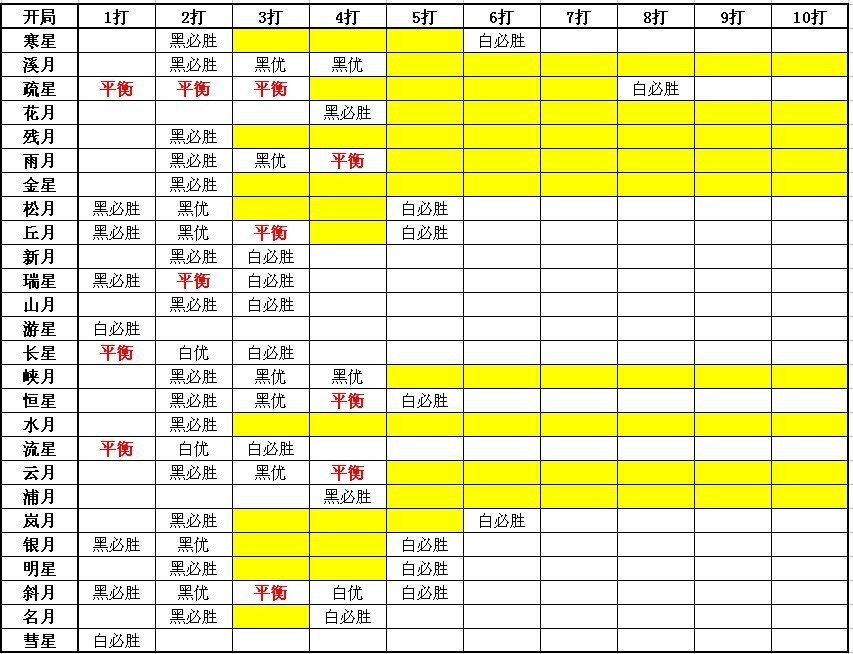 开局 1打 2打 3打 4打 5打 6打 7打 8打 9打 10打
寒星 黑必胜 白必胜
溪月 黑必胜 黑优 黑优
疏星 平衡 平衡 平衡 白必胜
花月 黑必胜
残月 黑必胜
雨月 黑必胜 黑优 平衡
金星 黑必胜
松月 黑必胜 黑优 白必胜
丘月 黑必胜 黑优 平衡 白必胜
新月 黑必胜 白必胜
瑞星 黑必胜 平衡 白必胜
山月 黑必胜 白必胜
游星 白必胜
长星 平衡 白优 白必胜
峡月 黑必胜 黑优 黑优
恒星 黑必胜 黑优 平衡 白必胜
水月 黑必胜
流星 平衡 白优 白必胜
云月 黑必胜 黑优 平衡
浦月 黑必胜
岚月 黑必胜 白必胜
银月 黑必胜 黑优 白必胜
明星 黑必胜 白必胜
斜月 黑必胜 黑优 平衡 白优 白必胜
名月 黑必胜 白必胜
彗星 白必胜